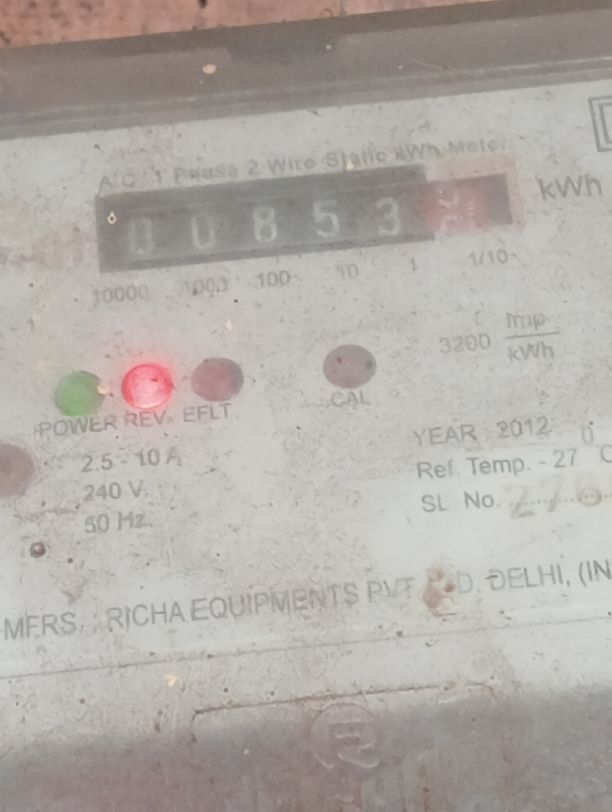 A.C. 1 Phase 2 Wire Static kWh Meter
0 0 8 5 3
kWh
10000 1000 100 10 1 1/10
3200 imp/kWh
POWER REV. EFLT. CAL
YEAR 2012
2.5 - 10 A
Ref. Temp. - 27 °C
240 V.
SL. No.
50 Hz.
MFRS. RICHA EQUIPMENTS PVT. LTD. DELHI, (IN